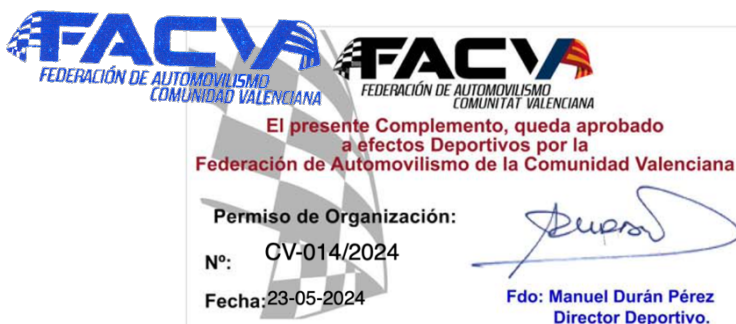 FACV
FEDERACIÓN DE AUTOMOVILISMO
COMUNIDAD VALENCIANA
FACV
FEDERACIÓN DE AUTOMOVILISMO
COMUNITAT VALENCIANA
El presente Complemento, queda aprobado
a efectos Deportivos por la
Federación de Automovilismo de la Comunidad Valenciana
Permiso de Organización:
Nº: CV-014/2024
Fecha: 23-05-2024
Fdo: Manuel Durán Pérez
Director Deportivo.